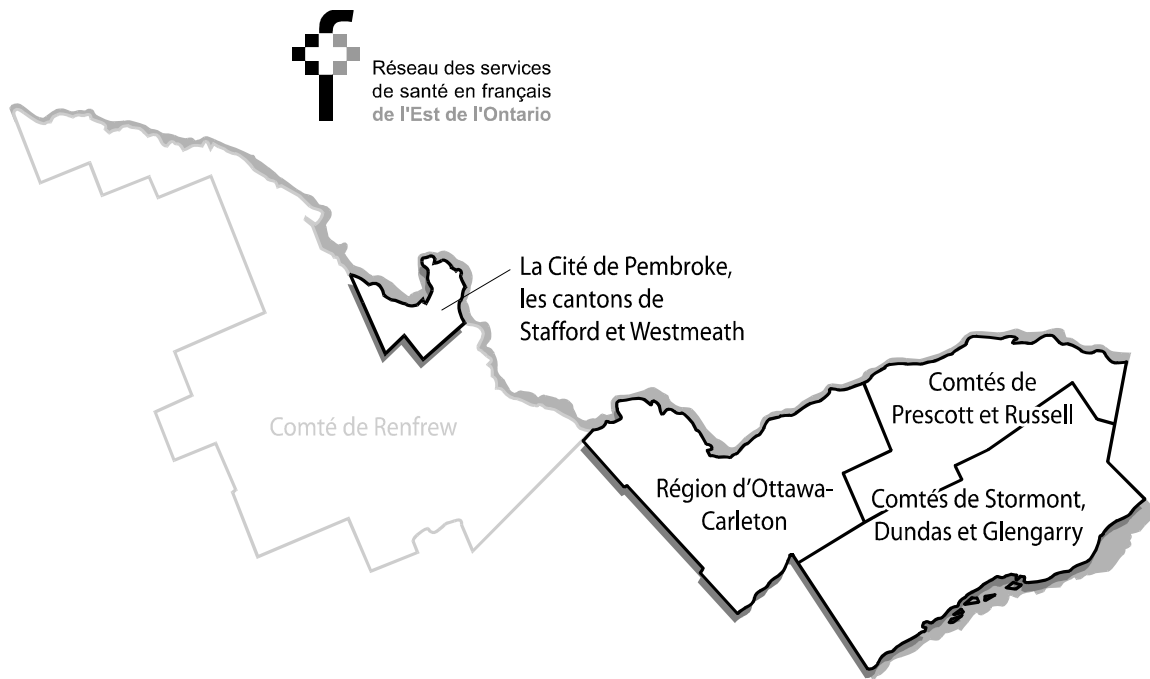 Réseau des services
de santé en français
de l'Est de l'Ontario
La Cité de Pembroke,
les cantons de
Stafford et Westmeath
Comtés de
Prescott et Russell
Comté de Renfrew
Région d'Ottawa-
Carleton
Comtés de Stormont,
Dundas et Glengarry